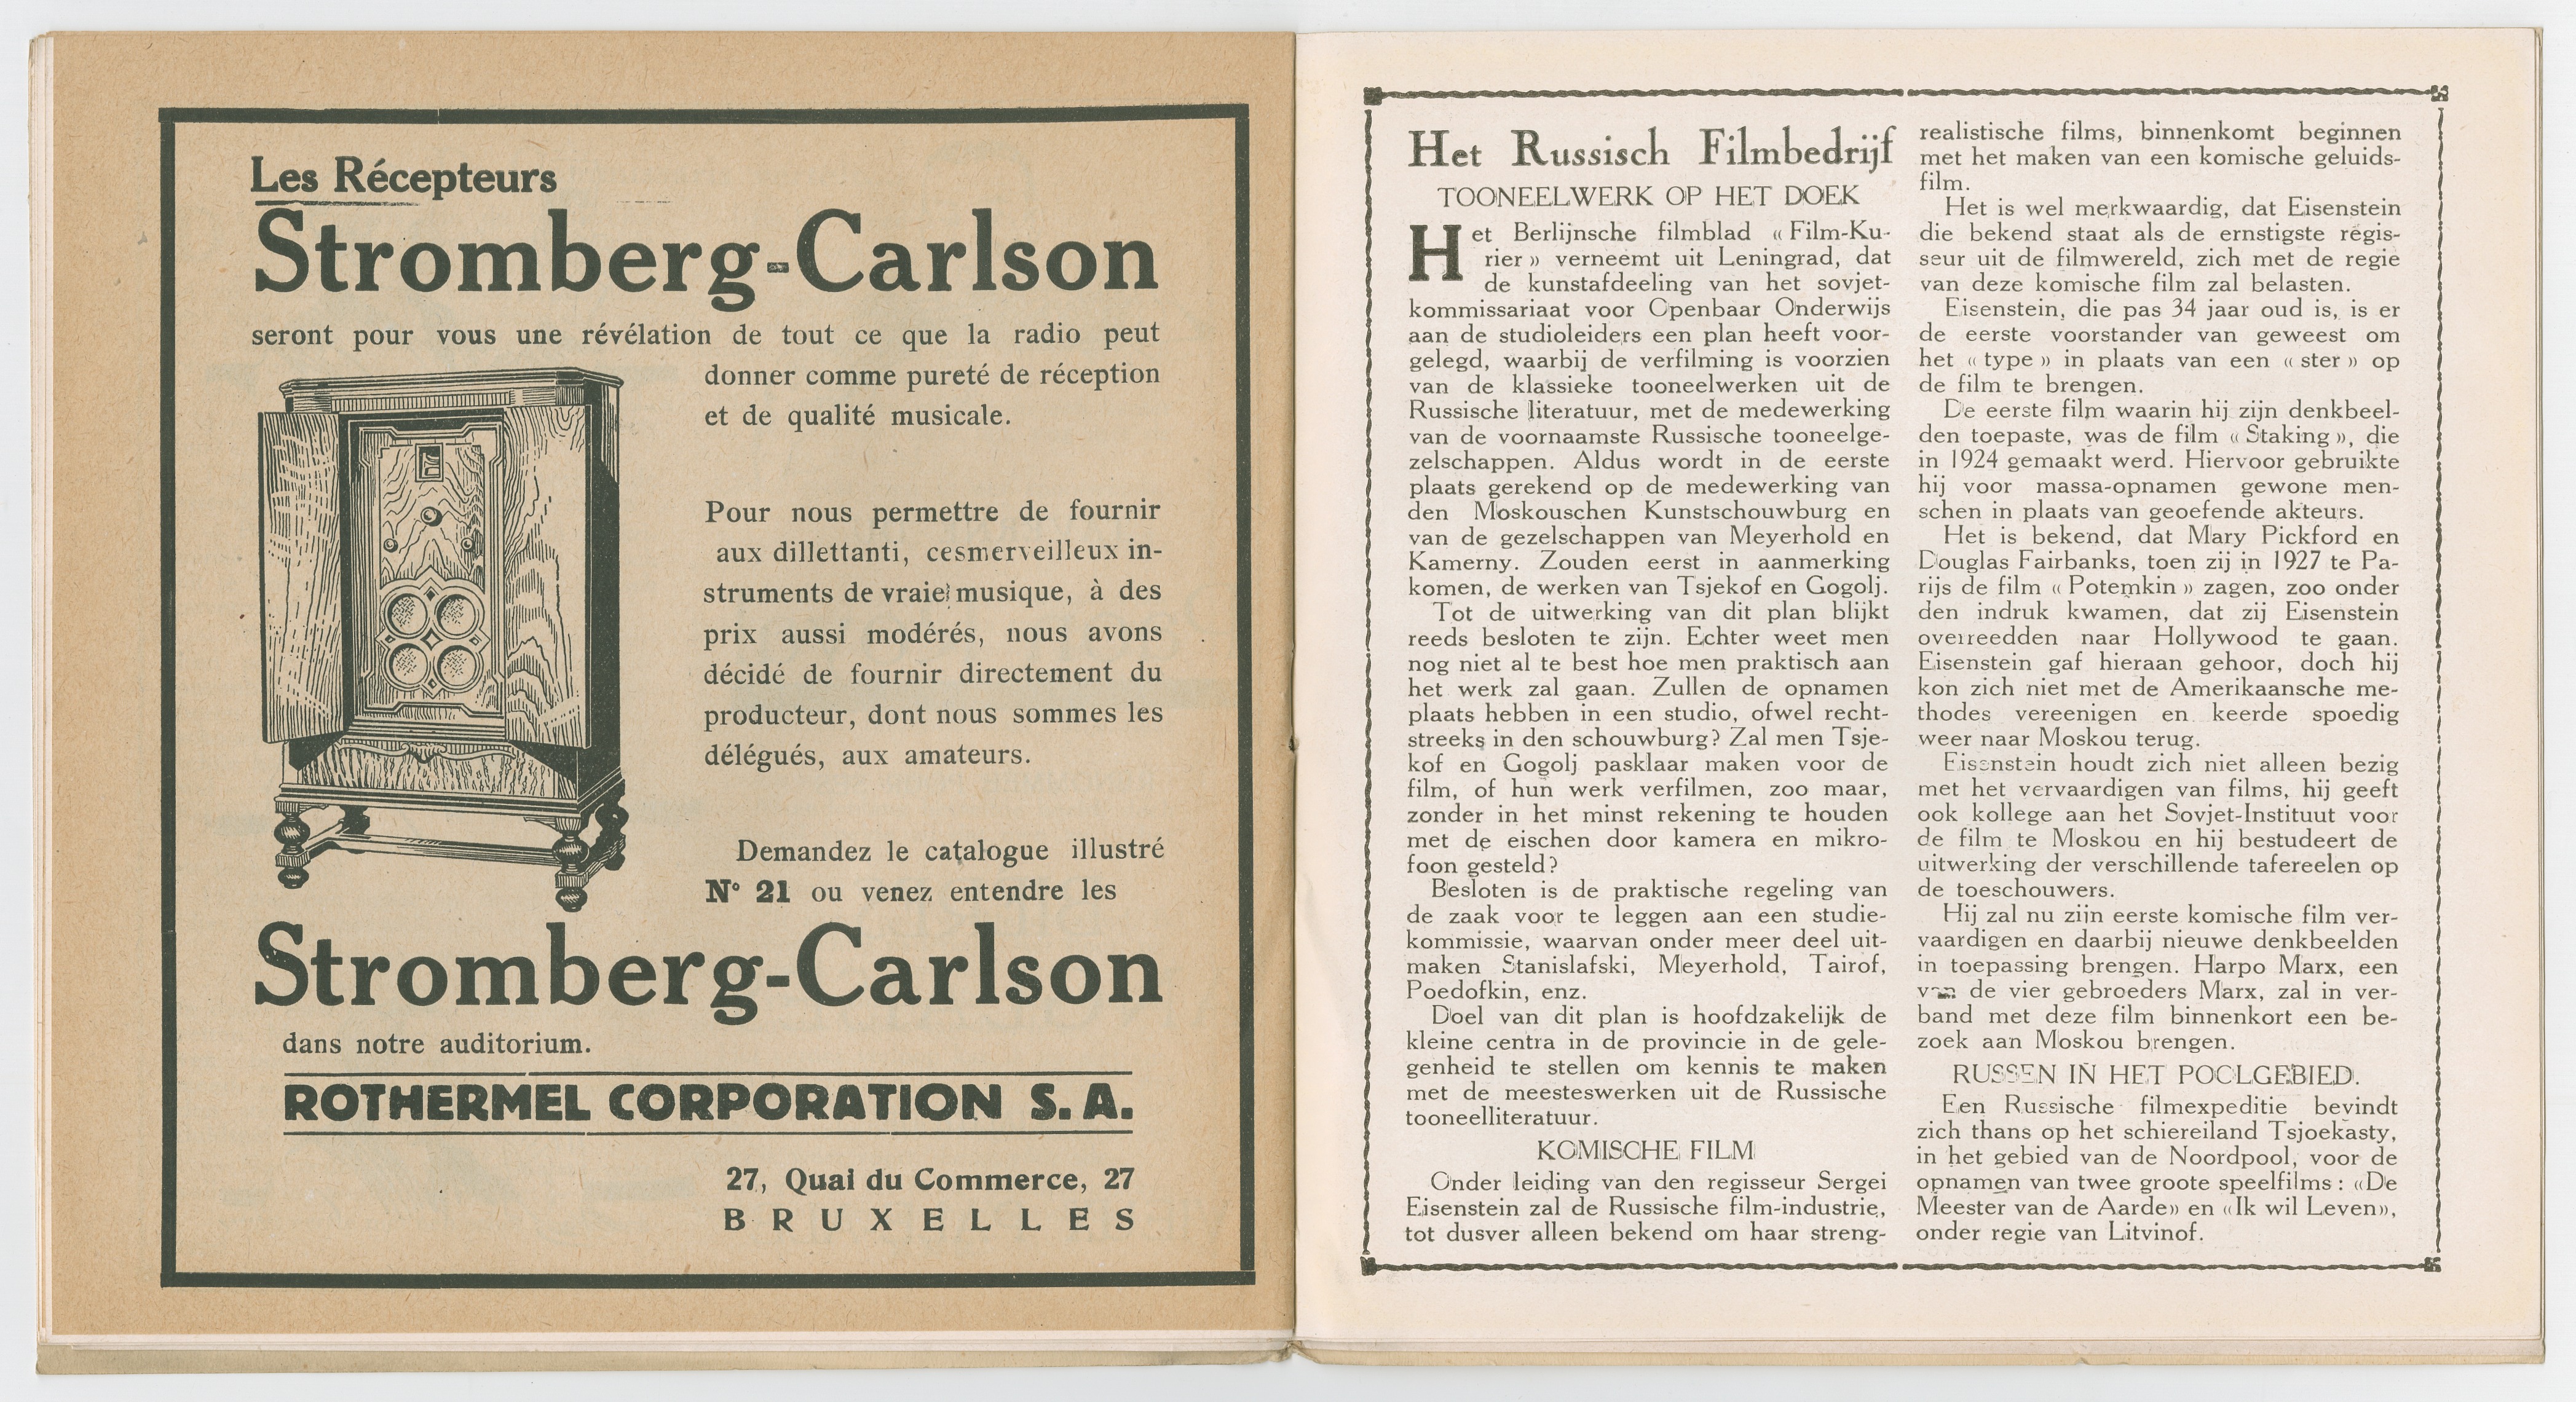 Les Récepteurs
Stromberg-Carlson
seront pour vous une révélation de tout ce que la radio peut
donner comme pureté de réception
et de qualité musicale.
Pour nous permettre de fournir
aux dillettanti, cesmerveilleux in-
struments de vraie musique, à des
prix aussi modérés, nous avons
décidé de fournir directement du
producteur, dont nous sommes les
délégués, aux amateurs.
Demandez le catalogue illustré
N° 21 ou venez entendre les
Stromberg-Carlson
dans notre auditorium.
ROTHERMEL CORPORATION S. A.
27, Quai du Commerce, 27
BRUXELLES
Het Russisch Filmbedrijf
TOONEELWERK OP HET DOEK
Het Berlijnsche filmblad « Film-Ku-
rier » verneemt uit Leningrad, dat
de kunstafdeeling van het sovjet-
kommissariaat voor Openbaar Onderwijs
aan de studioleiders een plan heeft voor-
gelegd, waarbij de verfilming is voorzien
van de klassieke tooneelwerken uit de
Russische literatuur, met de medewerking
van de voornaamste Russische tooneelge-
zelschappen. Aldus wordt in de eerste
plaats gerekend op de medewerking van
den Moskouschen Kunstschouwburg en
van de gezelschappen van Meyerhold en
Kamerny. Zouden eerst in aanmerking
komen, de werken van Tsjekof en Gogolj.
Tot de uitwerking van dit plan blijkt
reeds besloten te zijn. Echter weet men
nog niet al te best hoe men praktisch aan
het werk zal gaan. Zullen de opnamen
plaats hebben in een studio, ofwel recht-
streeks in den schouwburg? Zal men Tsje-
kof en Gogolj pasklaar maken voor de
film, of hun werk verfilmen, zoo maar,
zonder in het minst rekening te houden
met de eischen door kamera en mikro-
foon gesteld?
Besloten is de praktische regeling van
de zaak voor te leggen aan een studie-
kommissie, waarvan onder meer deel uit-
maken Stanislafski, Meyerhold, Tairof,
Poedofkin, enz.
Doel van dit plan is hoofdzakelijk de
kleine centra in de provincie in de gele-
genheid te stellen om kennis te maken
met de meesteswerken uit de Russische
tooneelliteratuur.
KOMISCHE FILM
Onder leiding van den regisseur Sergei
Eisenstein zal de Russische film-industrie,
tot dusver alleen bekend om haar streng-
realistische films, binnenkomt beginnen
met het maken van een komische geluids-
film.
Het is wel merkwaardig, dat Eisenstein
die bekend staat als de ernstigste régis-
seur uit de filmwereld, zich met de regie
van deze komische film zal belasten.
Eisenstein, die pas 34 jaar oud is, is er
de eerste voorstander van geweest om
het « type » in plaats van een « ster » op
de film te brengen.
De eerste film waarin hij zijn denkbeel-
den toepaste, was de film « Staking », die
in 1924 gemaakt werd. Hiervoor gebruikte
hij voor massa-opnamen gewone men-
schen in plaats van geoefende akteurs.
Het is bekend, dat Mary Pickford en
Douglas Fairbanks, toen zij in 1927 te Pa-
rijs de film « Potemkin » zagen, zoo onder
den indruk kwamen, dat zij Eisenstein
overreedden naar Hollywood te gaan.
Eisenstein gaf hieraan gehoor, doch hij
kon zich niet met de Amerikaansche me-
thodes vereenigen en keerde spoedig
weer naar Moskou terug.
Eisenstein houdt zich niet alleen bezig
met het vervaardigen van films, hij geeft
ook kollege aan het Sovjet-Instituut voor
de film te Moskou en hij bestudeert de
uitwerking der verschillende tafereelen op
de toeschouwers.
Hij zal nu zijn eerste komische film ver-
vaardigen en daarbij nieuwe denkbeelden
in toepassing brengen. Harpo Marx, een
van de vier gebroeders Marx, zal in ver-
band met deze film binnenkort een be-
zoek aan Moskou brengen.
RUSSEN IN HET POOLGEBIED.
Een Russische filmexpeditie bevindt
zich thans op het schiereiland Tsjoekasty,
in het gebied van de Noordpool, voor de
opnamen van twee groote speelfilms : «De
Meester van de Aarde» en «Ik wil Leven»,
onder regie van Litvinof.